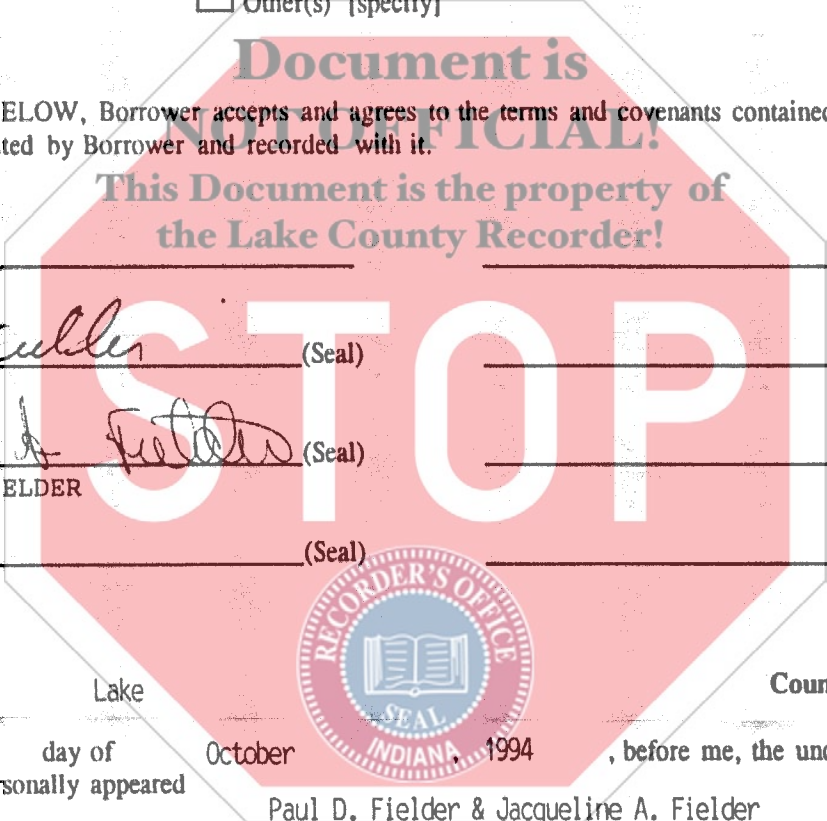 Other(s) [specify]
Document is
ELOW, Borrower accepts and agrees to the terms and covenants contained
NOT OFFICIAL!
ted by Borrower and recorded with it.
This Document is the property of
the Lake County Recorder!
STOP
(Seal)
A Fielder (Seal)
ELDER
(Seal)
RECORDER'S OFFICE
SEAL
INDIANA
Lake Coun
day of October , 1994 , before me, the und
sonally appeared
Paul D. Fielder & Jacqueline A. Fielder